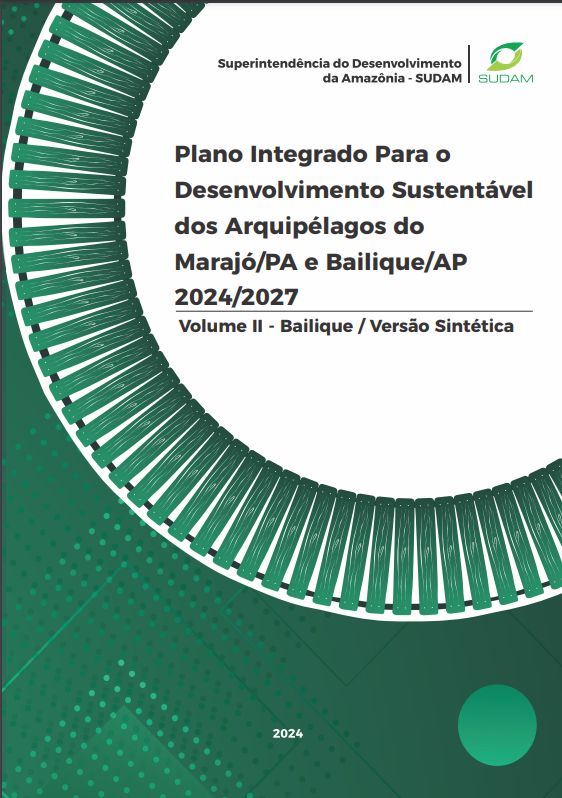 Superintendência do Desenvolvimento
da Amazônia - SUDAM
SUDAM
Plano Integrado Para o
Desenvolvimento Sustentável
dos Arquipélagos do
Marajó/PA e Bailique/AP
2024/2027
Volume II - Bailique / Versão Sintética
2024